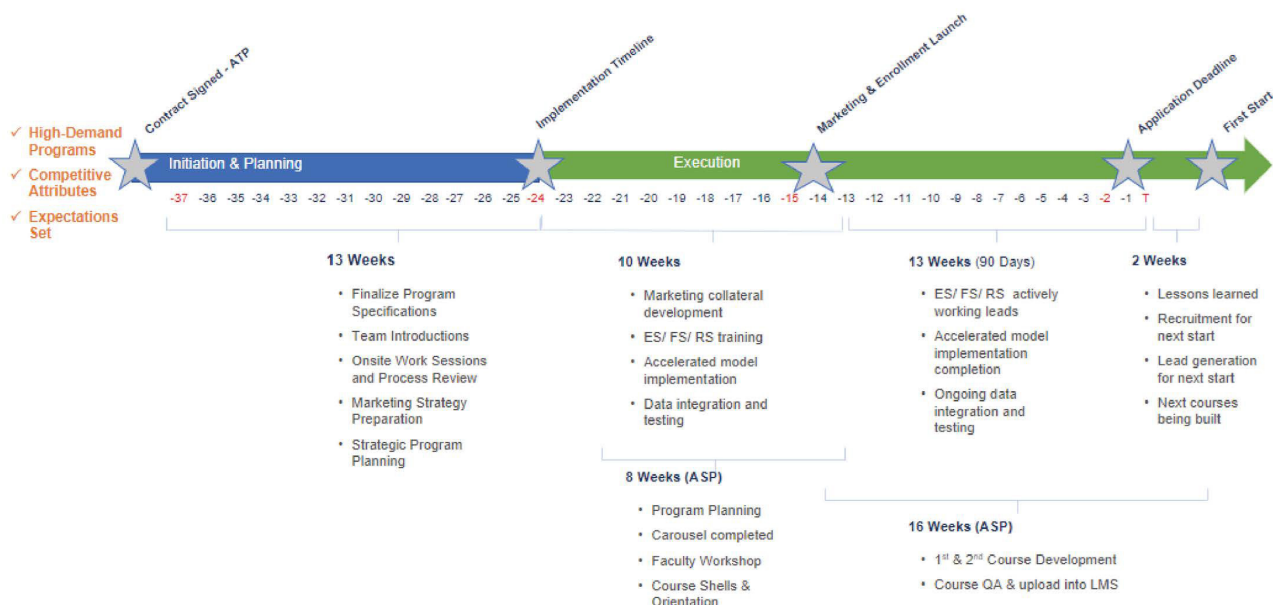 Contract Signed - ATP
Implementation Timeline
Marketing & Enrollment Launch
Application Deadline
First Start
✓ High-Demand
Programs
✓ Competitive
Attributes
✓ Expectations
Set
Initiation & Planning
Execution
-37 -36 -35 -34 -33 -32 -31 -30 -29 -28 -27 -26 -25 -24 -23 -22 -21 -20 -19 -18 -17 -16 -15 -14 -13 -12 -11 -10 -9 -8 -7 -6 -5 -4 -3 -2 -1 T
13 Weeks
• Finalize Program
Specifications
• Team Introductions
• Onsite Work Sessions
and Process Review
• Marketing Strategy
Preparation
• Strategic Program
Planning
10 Weeks
• Marketing collateral
development
• ES/ FS/ RS training
• Accelerated model
implementation
• Data integration and
testing
13 Weeks (90 Days)
• ES/ FS/ RS actively
working leads
• Accelerated model
implementation
completion
• Ongoing data
integration and
testing
2 Weeks
• Lessons learned
• Recruitment for
next start
• Lead generation
for next start
• Next courses
being built
8 Weeks (ASP)
• Program Planning
• Carousel completed
• Faculty Workshop
• Course Shells &
Orientation
16 Weeks (ASP)
• 1st & 2nd Course Development
• Course QA & upload into LMS